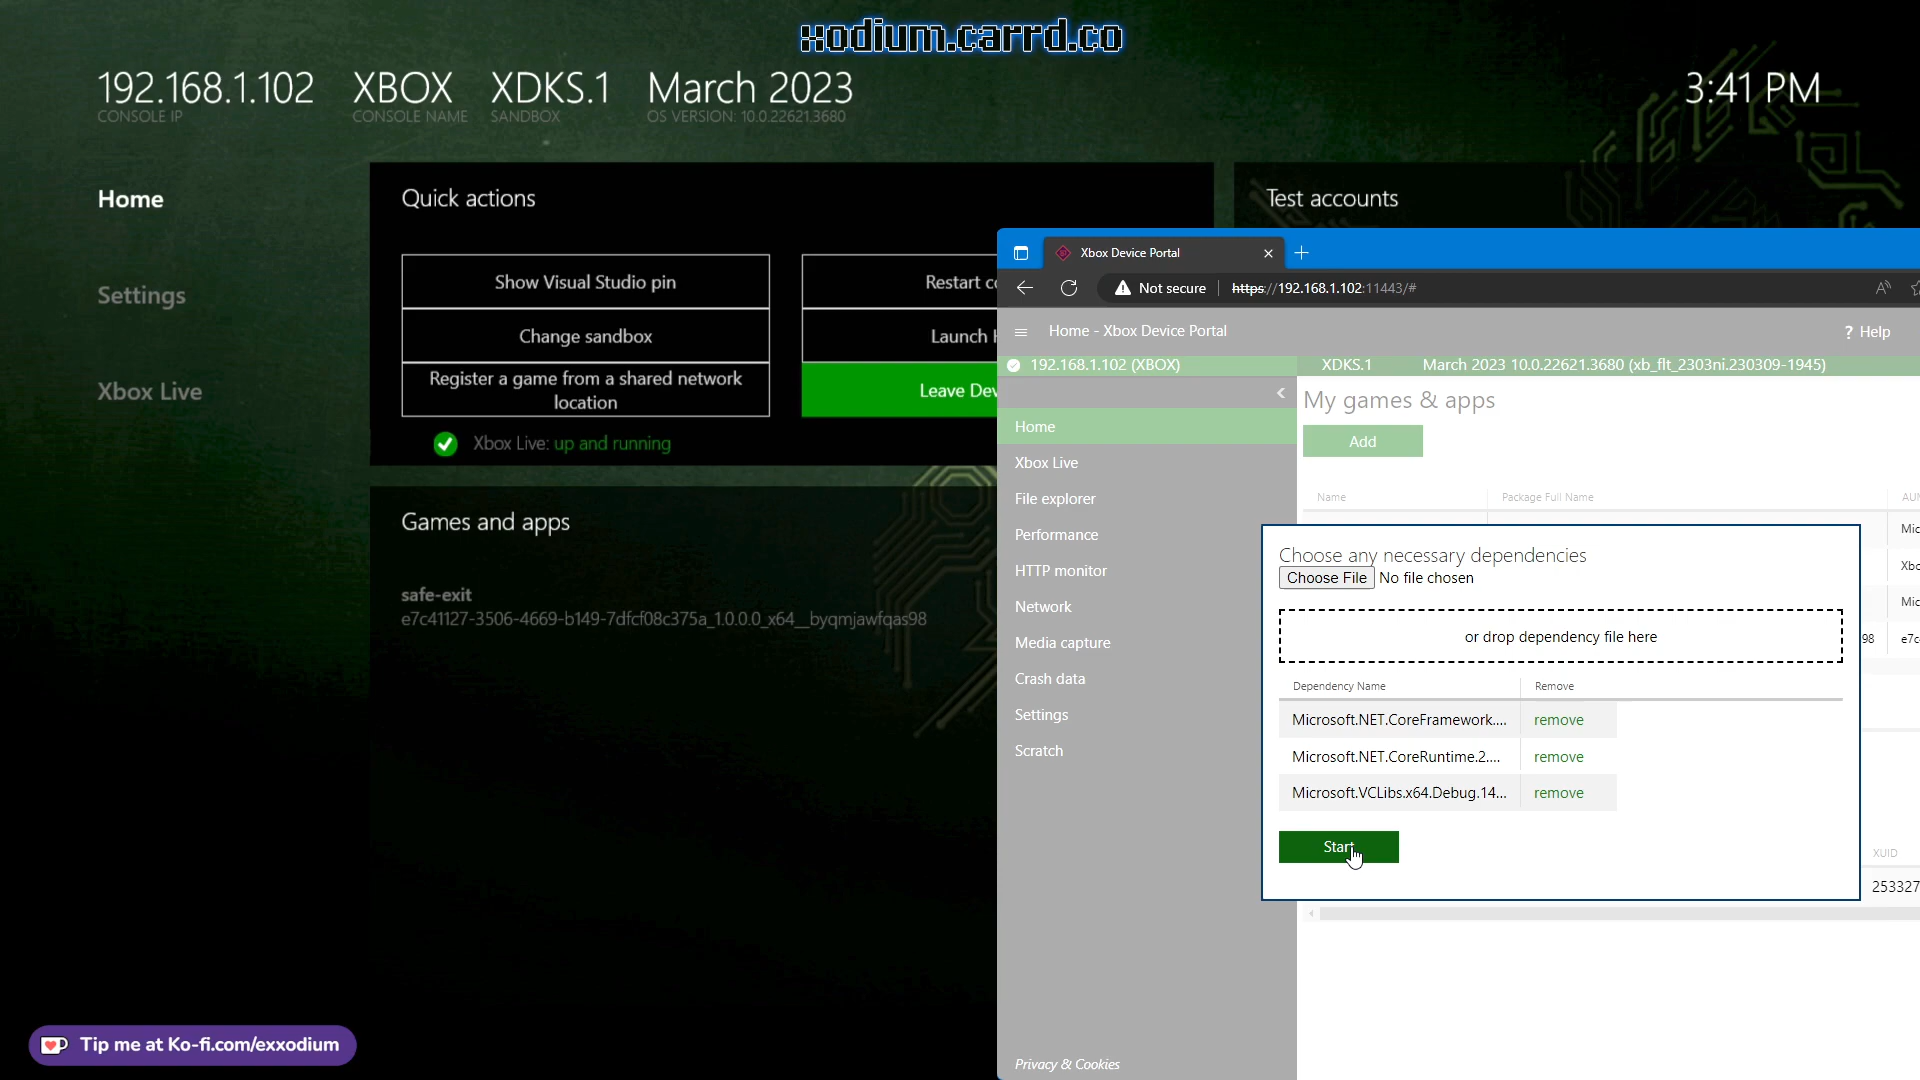 xodium.carrd.co
192.168.1.102 XBOX XDKS.1 March 2023 3:41 PM
CONSOLE IP CONSOLE NAME SANDBOX OS VERSION: 10.0.22621.3680
Home
Settings
Xbox Live
Quick actions
Show Visual Studio pin
Change sandbox
Register a game from a shared network
location
Restart
Launch
Leave
Xbox Live: up and running
Test accounts
Games and apps
safe-exit
e7c41127-3506-4669-b149-7dfcf08c375a_1.0.0.0_x64__byqmjawfqas98
Xbox Device Portal
Not secure https://192.168.1.102:11443/#
Home - Xbox Device Portal ? Help
192.168.1.102 (XBOX) XDKS.1 March 2023 10.0.22621.3680 (xb_flt_2303ni.230309-1945)
Home
Xbox Live
File explorer
Performance
HTTP monitor
Network
Media capture
Crash data
Settings
Scratch
Privacy & Cookies
My games & apps
Add
Name Package Full Name AUM
Mic
Xbo
Mic
98 e7c
Choose any necessary dependencies
Choose File No file chosen
or drop dependency file here
Dependency Name Remove
Microsoft.NET.CoreFramework.... remove
Microsoft.NET.CoreRuntime.2.... remove
Microsoft.VCLibs.x64.Debug.14... remove
Start
XUID
253327
Tip me at Ko-fi.com/exxodium